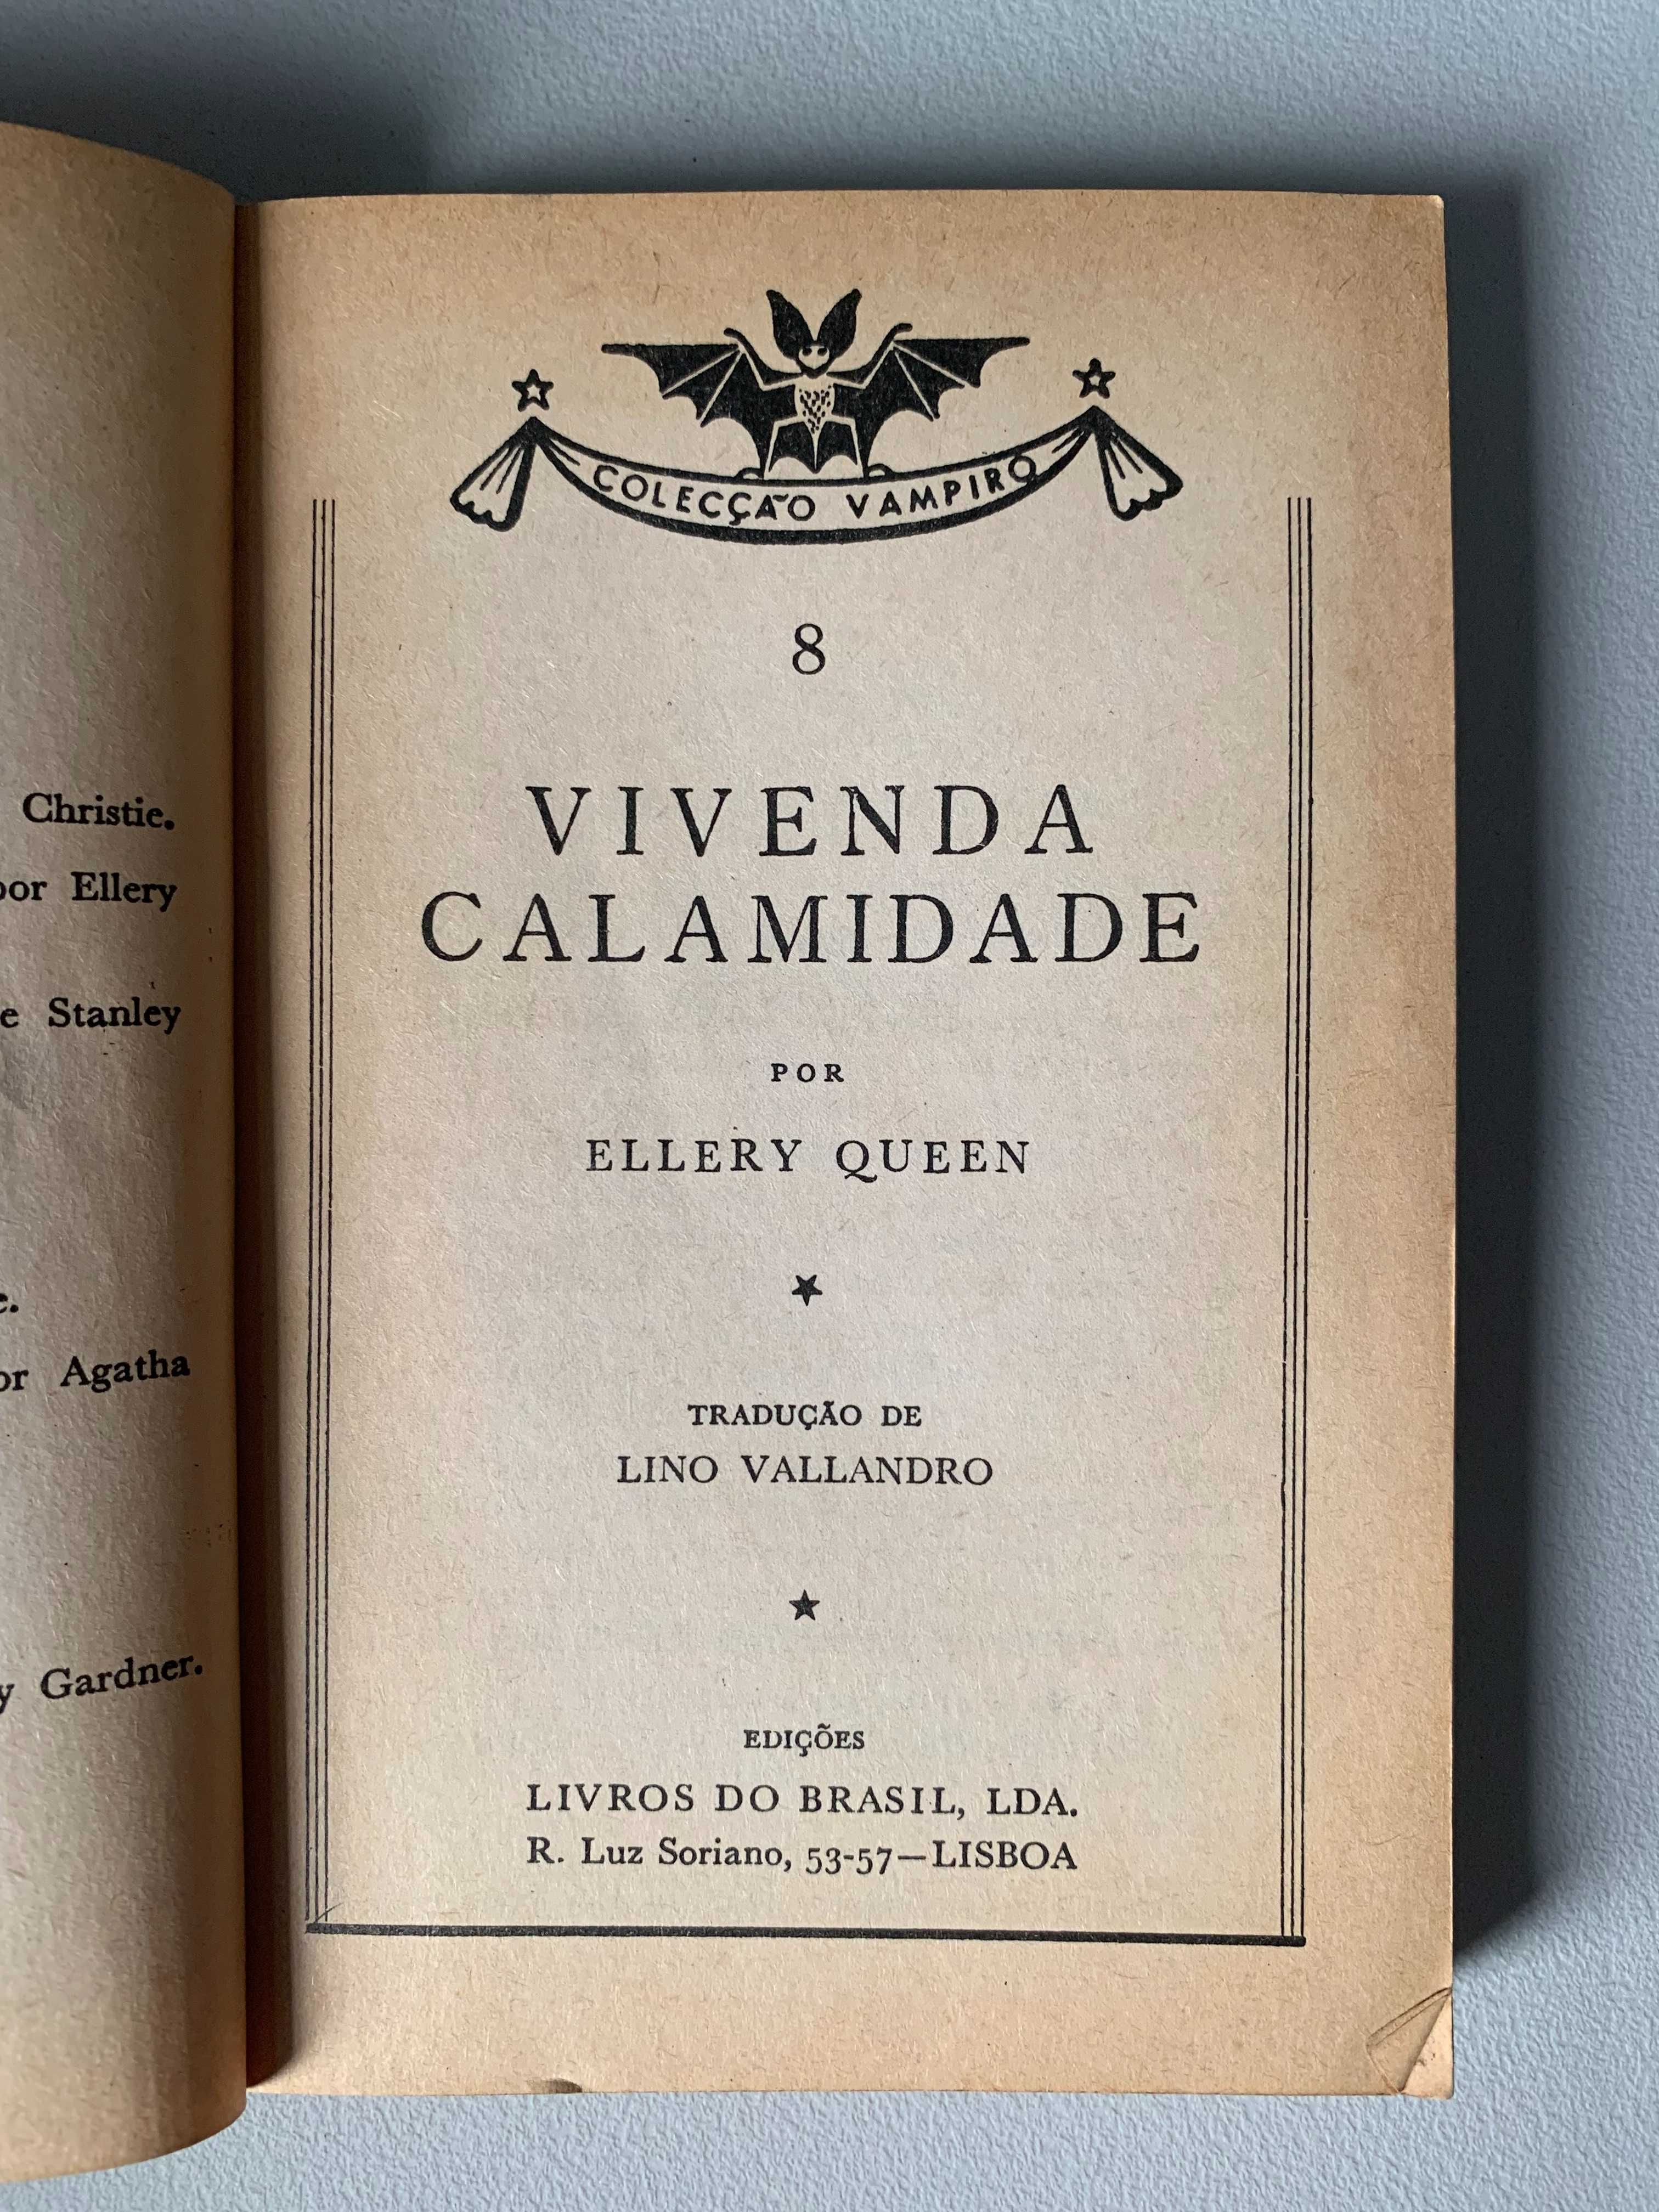 Christie.
por Ellery
e Stanley
e.
or Agatha
y Gardner.
COLECÇÃO VAMPIRO
8
VIVENDA
CALAMIDADE
POR
ELLERY QUEEN
TRADUÇÃO DE
LINO VALLANDRO
EDIÇÕES
LIVROS DO BRASIL, LDA.
R. Luz Soriano, 53-57—LISBOA